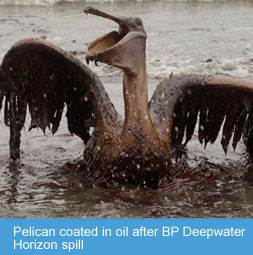 Pelican coated in oil after BP Deepwater
Horizon spill